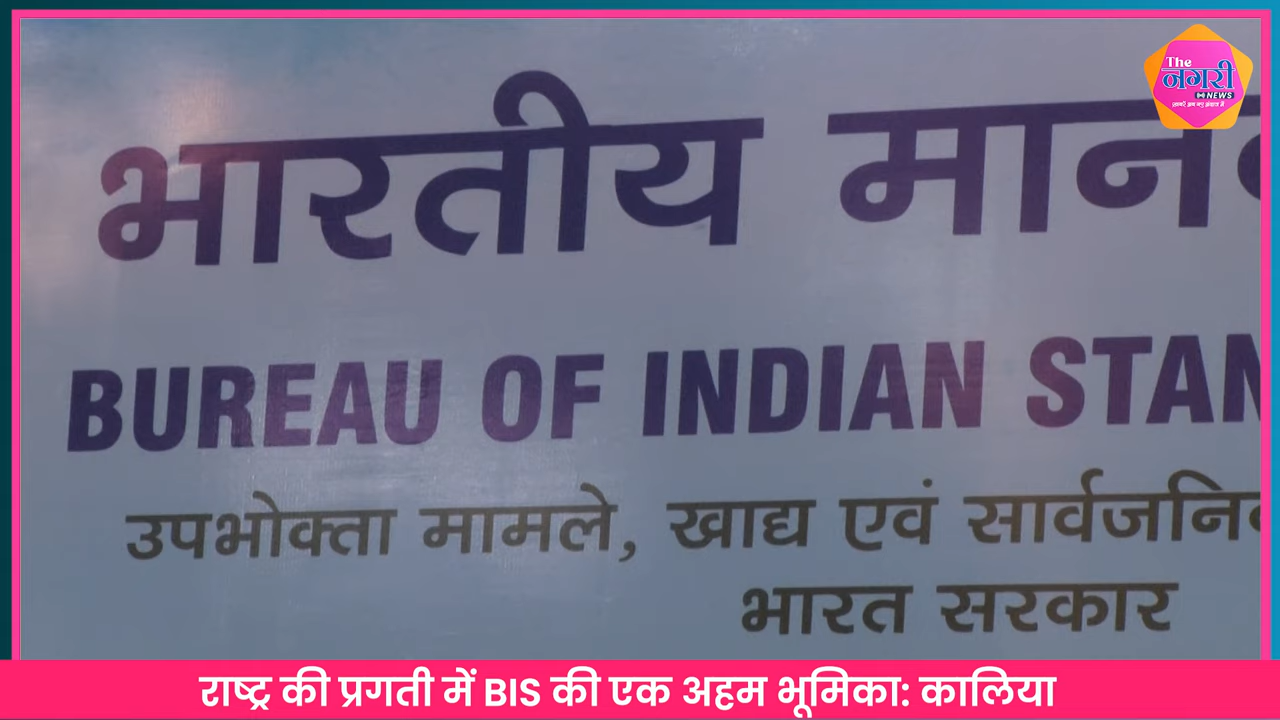 The
नगरी
NEWS
भारतीय मान
BUREAU OF INDIAN STAN
उपभोक्ता मामले, खाद्य एवं सार्वजनि
भारत सरकार
राष्ट्र की प्रगती में BIS की एक अहम भूमिका: कालिया